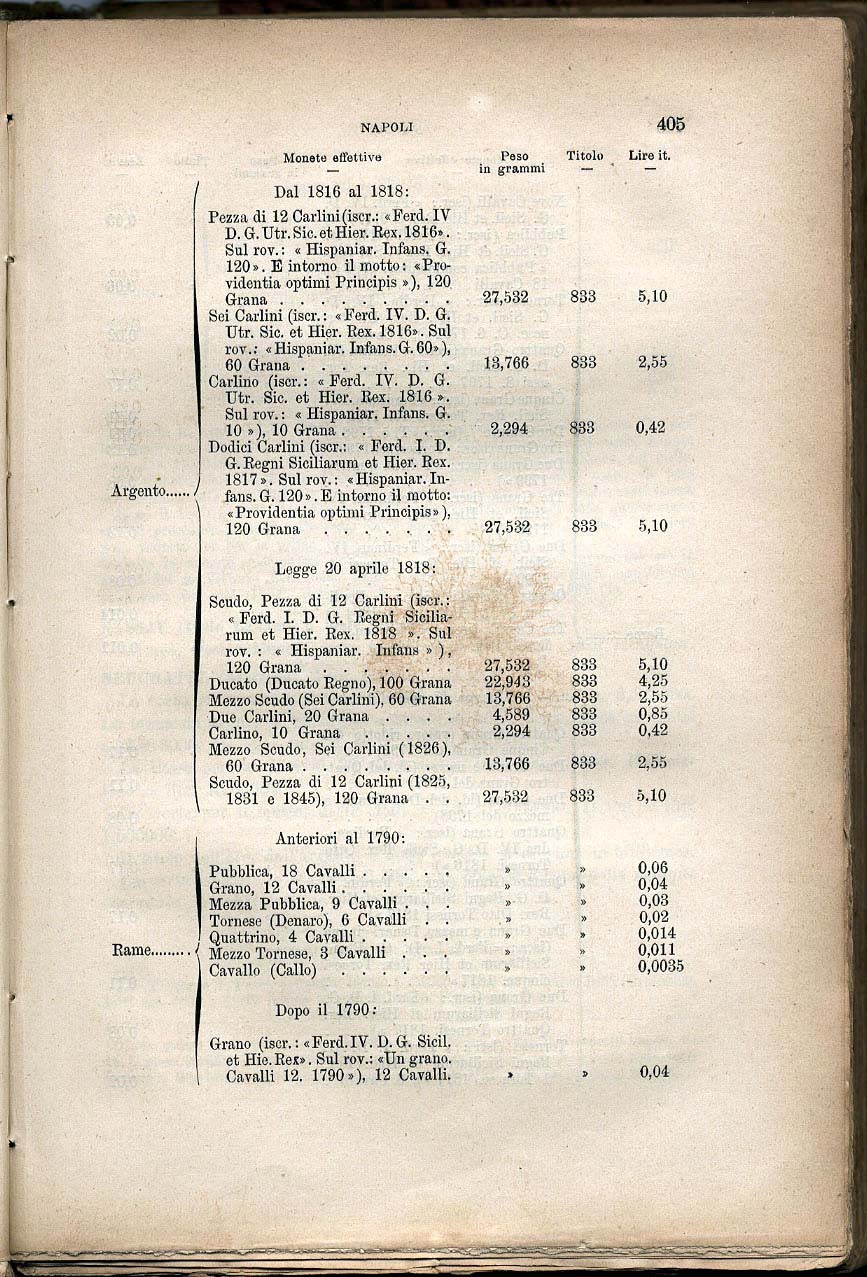 NAPOLI 405
Monete effettive Peso in grammi Titolo Lire it.
Dal 1816 al 1818:
Pezza di 12 Carlini (iscr.: «Ferd. IV
D. G. Utr. Sic. et Hier. Rex. 1816».
Sul rov.: « Hispaniar. Infans. G.
120». E intorno il motto: «Pro-
videntia optimi Principis »), 120
Grana . . . . . . . . . 27,532 833 5,10
Sei Carlini (iscr.: «Ferd. IV. D. G.
Utr. Sic. et Hier. Rex. 1816». Sul
rov.: «Hispaniar. Infans. G. 60»),
60 Grana . . . . . . . . 13,766 833 2,55
Carlino (iscr.: « Ferd. IV. D. G.
Utr. Sic. et Hier. Rex. 1816 ».
Sul rov.: « Hispaniar. Infans. G.
10 »), 10 Grana . . . . . . 2,294 833 0,42
Dodici Carlini (iscr.: « Ferd. I. D.
G. Regni Siciliarum et Hier. Rex.
1817 ». Sul rov.: «Hispaniar. In-
Argento...... fans. G. 120». E intorno il motto:
«Providentia optimi Principis»),
120 Grana . . . . . . . 27,532 833 5,10
Legge 20 aprile 1818:
Scudo, Pezza di 12 Carlini (iscr.:
« Ferd. I. D. G. Regni Sicilia-
rum et Hier. Rex. 1818 ». Sul
rov. : « Hispaniar. Infans » ),
120 Grana . . . . . . . 27,532 833 5,10
Ducato (Ducato Regno), 100 Grana 22,943 833 4,25
Mezzo Scudo (Sei Carlini), 60 Grana 13,766 833 2,55
Due Carlini, 20 Grana . . . . 4,589 833 0,85
Carlino, 10 Grana . . . . . 2,294 833 0,42
Mezzo Scudo, Sei Carlini (1826),
60 Grana . . . . . . . . 13,766 833 2,55
Scudo, Pezza di 12 Carlini (1825,
1831 e 1845), 120 Grana . . 27,532 833 5,10
Anteriori al 1790:
Pubblica, 18 Cavalli . . . . . » » 0,06
Grano, 12 Cavalli . . . . . . » » 0,04
Mezza Pubblica, 9 Cavalli . . . » » 0,03
Tornese (Denaro), 6 Cavalli . . » » 0,02
Quattrino, 4 Cavalli . . . . . » » 0,014
Rame......... Mezzo Tornese, 3 Cavalli . . . » » 0,011
Cavallo (Callo) . . . . . . » » 0,0035
Dopo il 1790:
Grano (iscr.: «Ferd. IV. D. G. Sicil.
et Hie. Rex». Sul rov.: «Un grano.
Cavalli 12. 1790 »), 12 Cavalli. » » 0,04